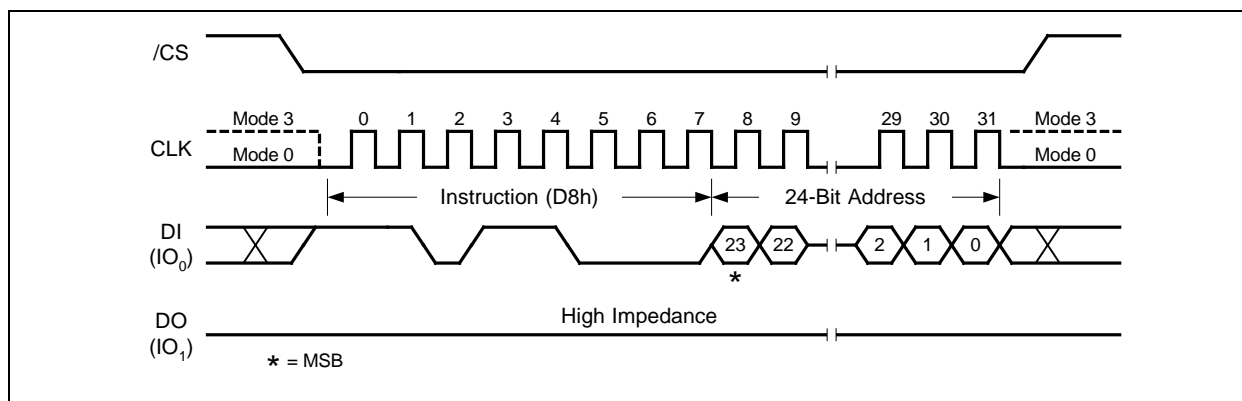 /CS
Mode 3 0 1 2 3 4 5 6 7 8 9 29 30 31 Mode 3
CLK
Mode 0 Mode 0
Instruction (D8h) 24-Bit Address
DI
(IO₀)
23 22 2 1 0
*
High Impedance
DO
(IO₁)
* = MSB